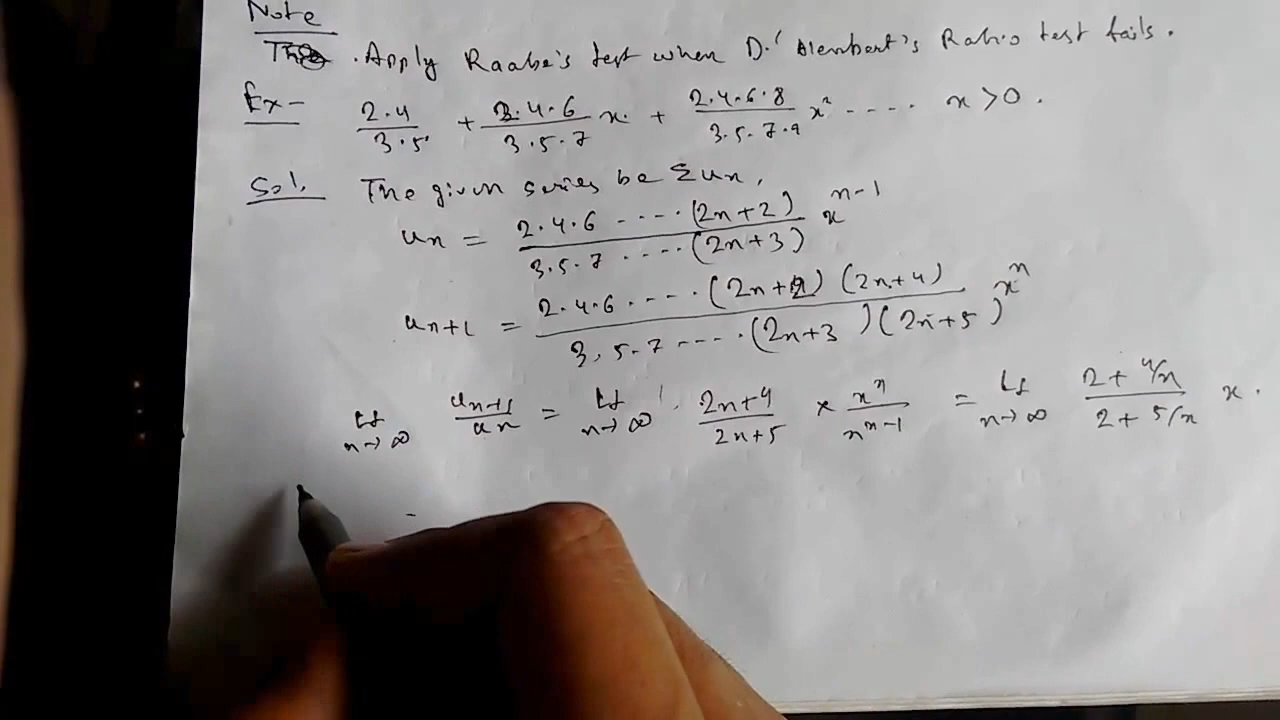 Note
The . Apply Raabe's test when D.' Alembert's Ratio test fails.
Ex- 2.4/3.5 + 2.4.6/3.5.7 x + 2.4.6.8/3.5.7.9 x² ---- x > 0.
Sol. The given series be Σun,
un = 2.4.6 ----(2n+2)/3.5.7 ----(2n+3) x^n-1
un+1 = 2.4.6 ----(2n+2)(2n+4)/3.5.7 ----(2n+3)(2n+5) x^n
Lt n→∞ un+1/un = Lt n→∞ 2n+4/2n+5 × x^n/x^n-1 = Lt n→∞ 2+4/n/2+5/n x.